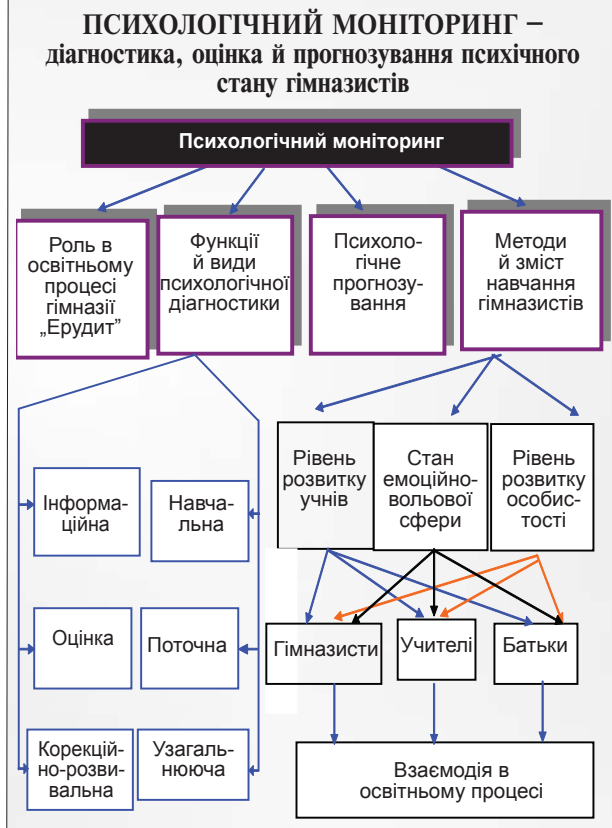 ПСИХОЛОГІЧНИЙ МОНІТОРИНГ –
діагностика, оцінка й прогнозування психічного
стану гімназистів
Психологічний моніторинг
Роль в
освітньому
процесі
гімназії
„Ерудит”
Функції
й види
психологічної
діагностики
Психоло-
гічне
прогнозу-
вання
Методи
й зміст
навчання
гімназистів
Інформа-
ційна
Навча-
льна
Оцінка
Поточна
Корекцій-
но-розви-
вальна
Узагаль-
нююча
Рівень
розвитку
учнів
Стан
емоційно-
вольової
сфери
Рівень
розвитку
особис-
тості
Гімназисти
Учителі
Батьки
Взаємодія в
освітньому процесі